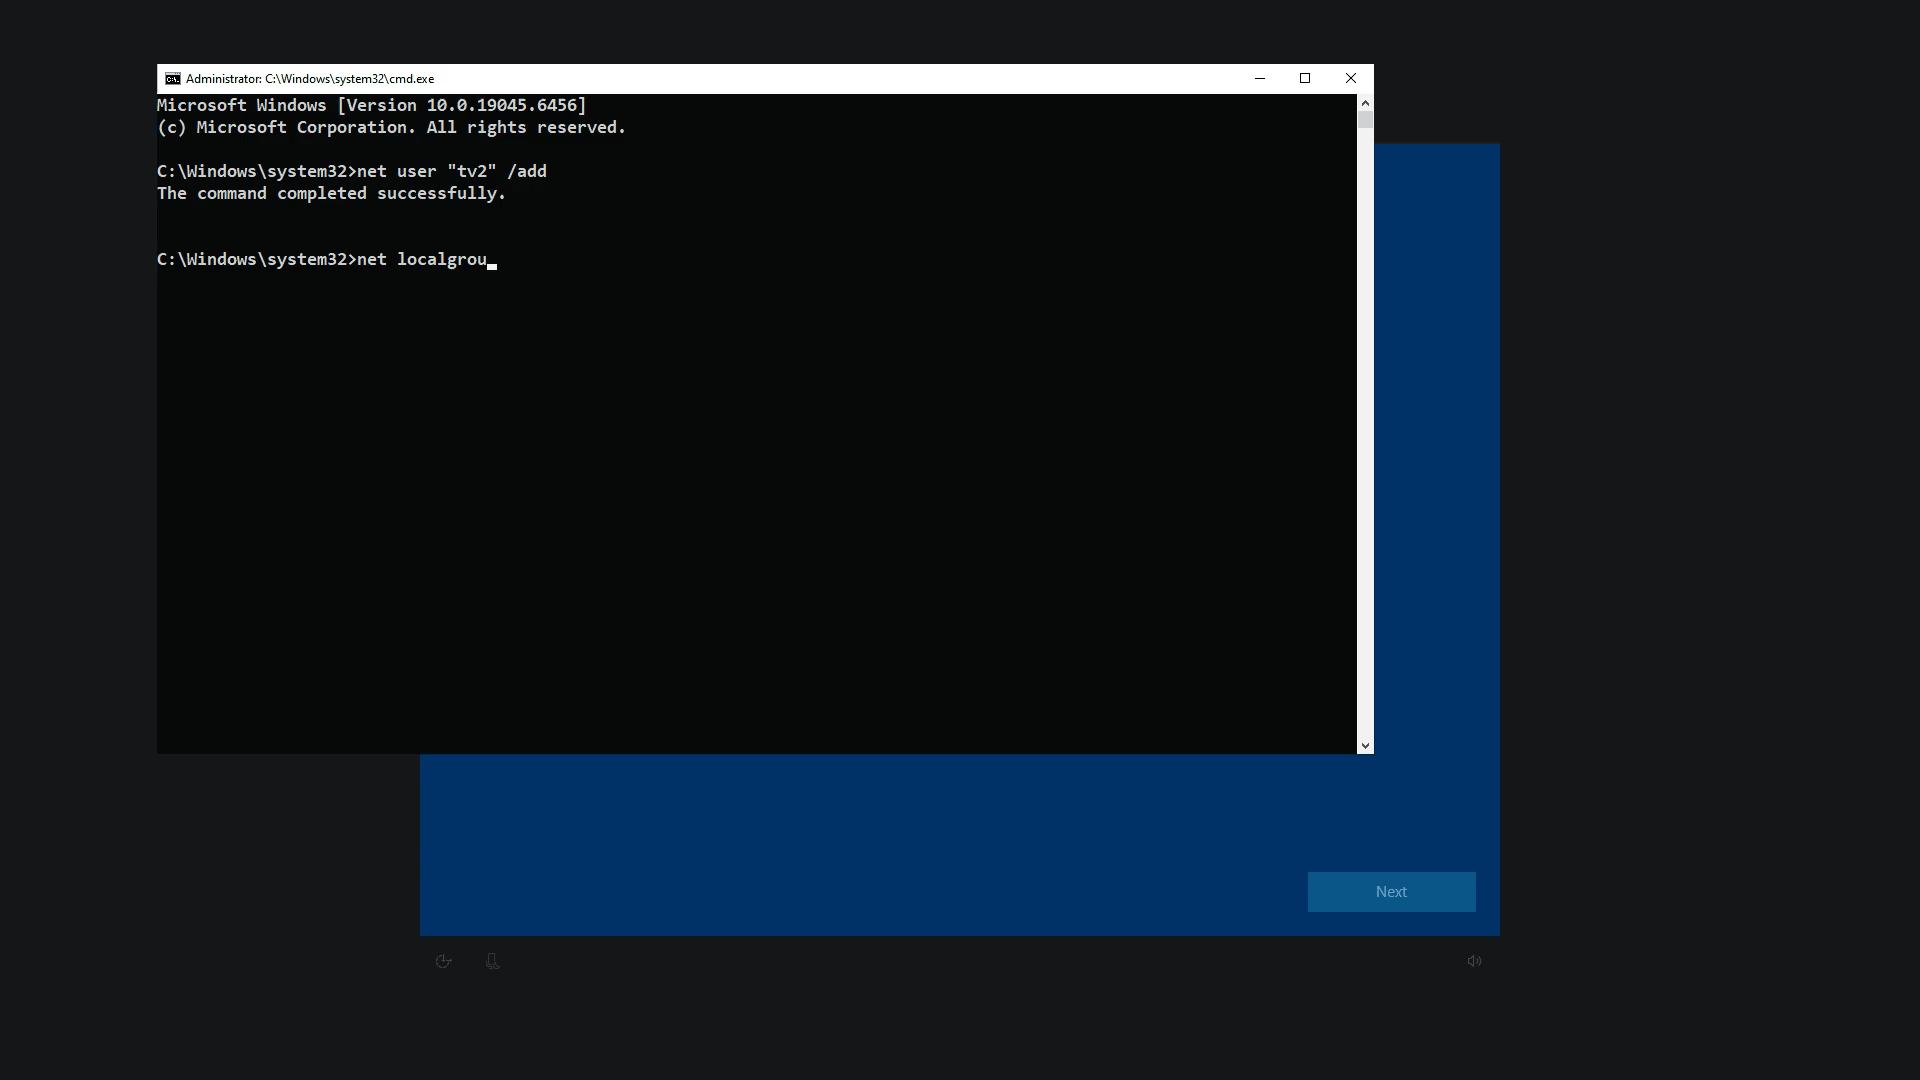 Administrator: C:\Windows\system32\cmd.exe
Microsoft Windows [Version 10.0.19045.6456]
(c) Microsoft Corporation. All rights reserved.
C:\Windows\system32>net user "tv2" /add
The command completed successfully.
C:\Windows\system32>net localgrou
Next